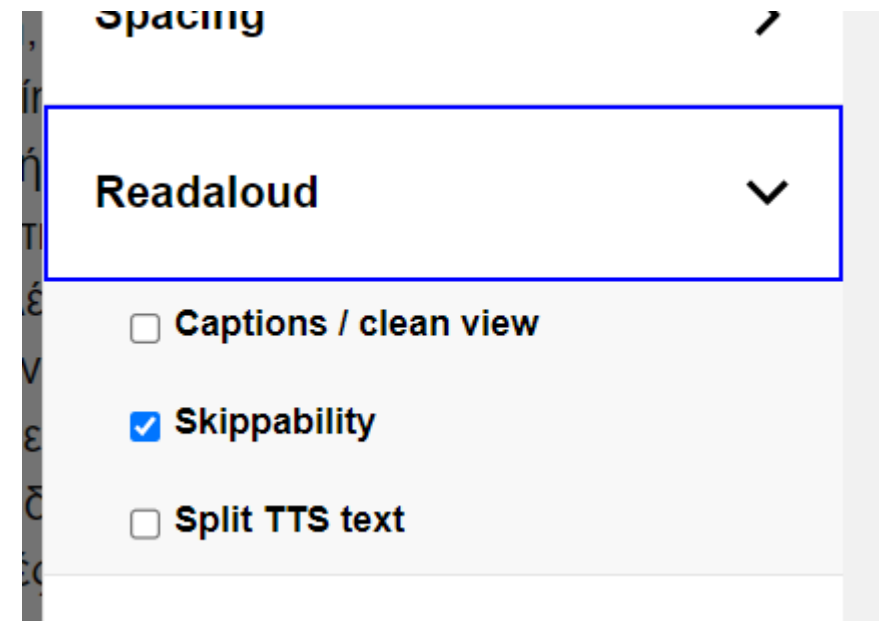 Spacing
Readaloud
Captions / clean view
Skippability
Split TTS text